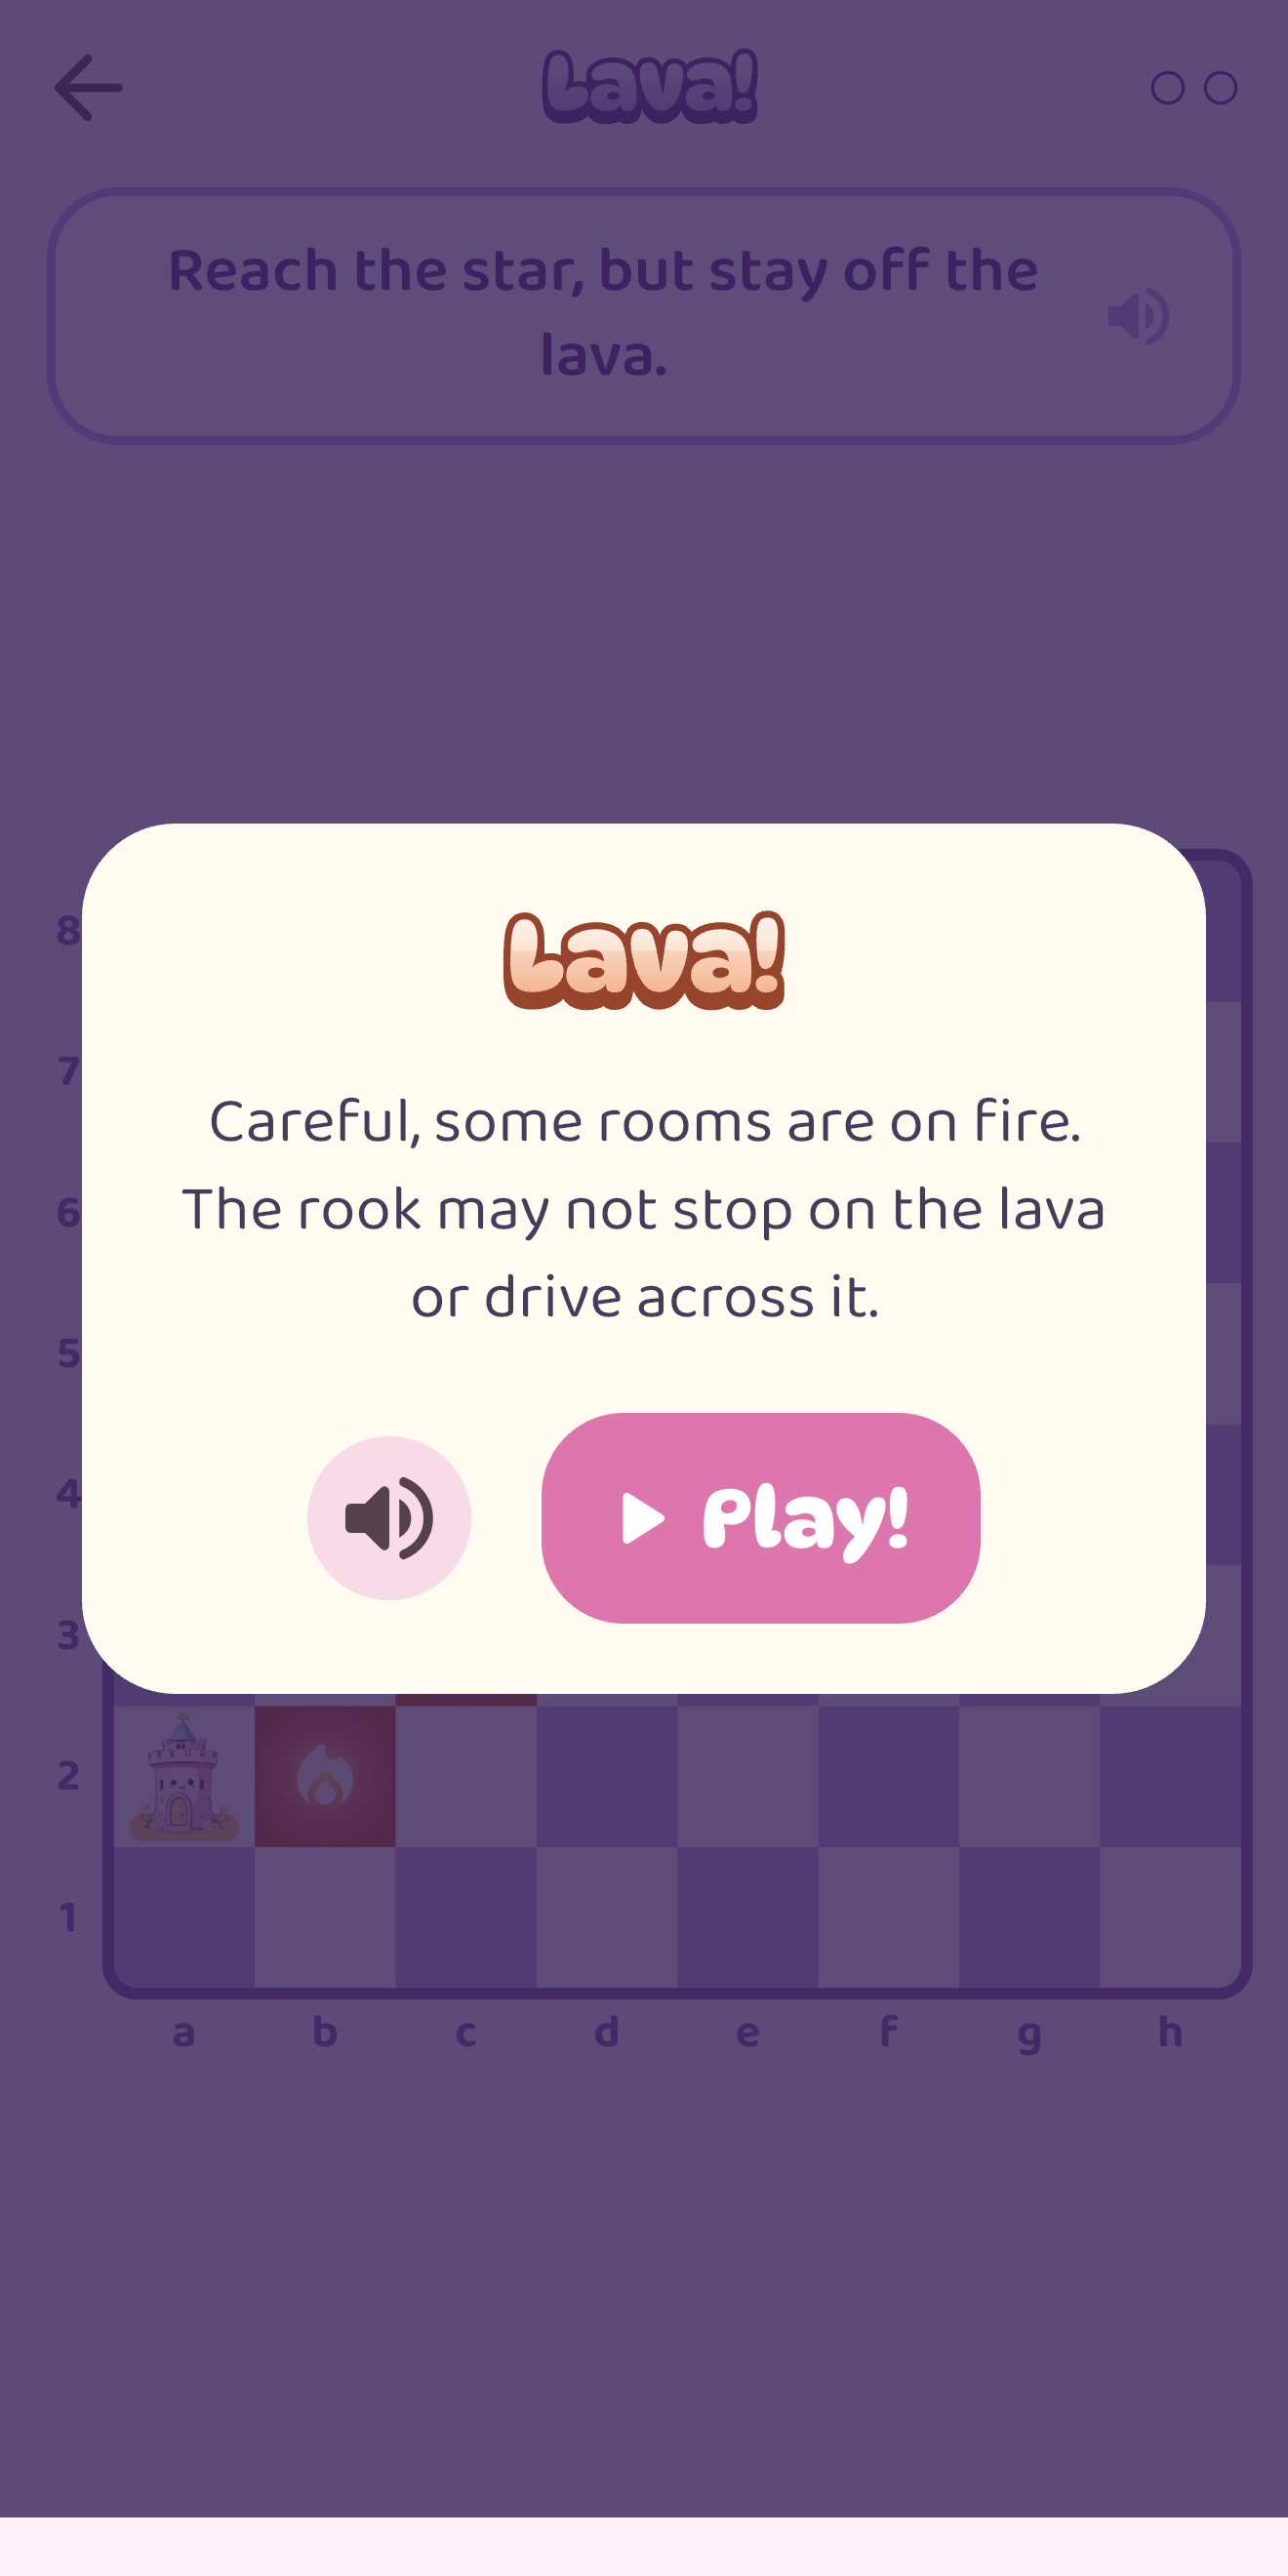 Lava!
Reach the star, but stay off the
lava.
8
Lava!
7
Careful, some rooms are on fire.
6
The rook may not stop on the lava
or drive across it.
5
4
Play!
3
2
1
a b c d e f g h